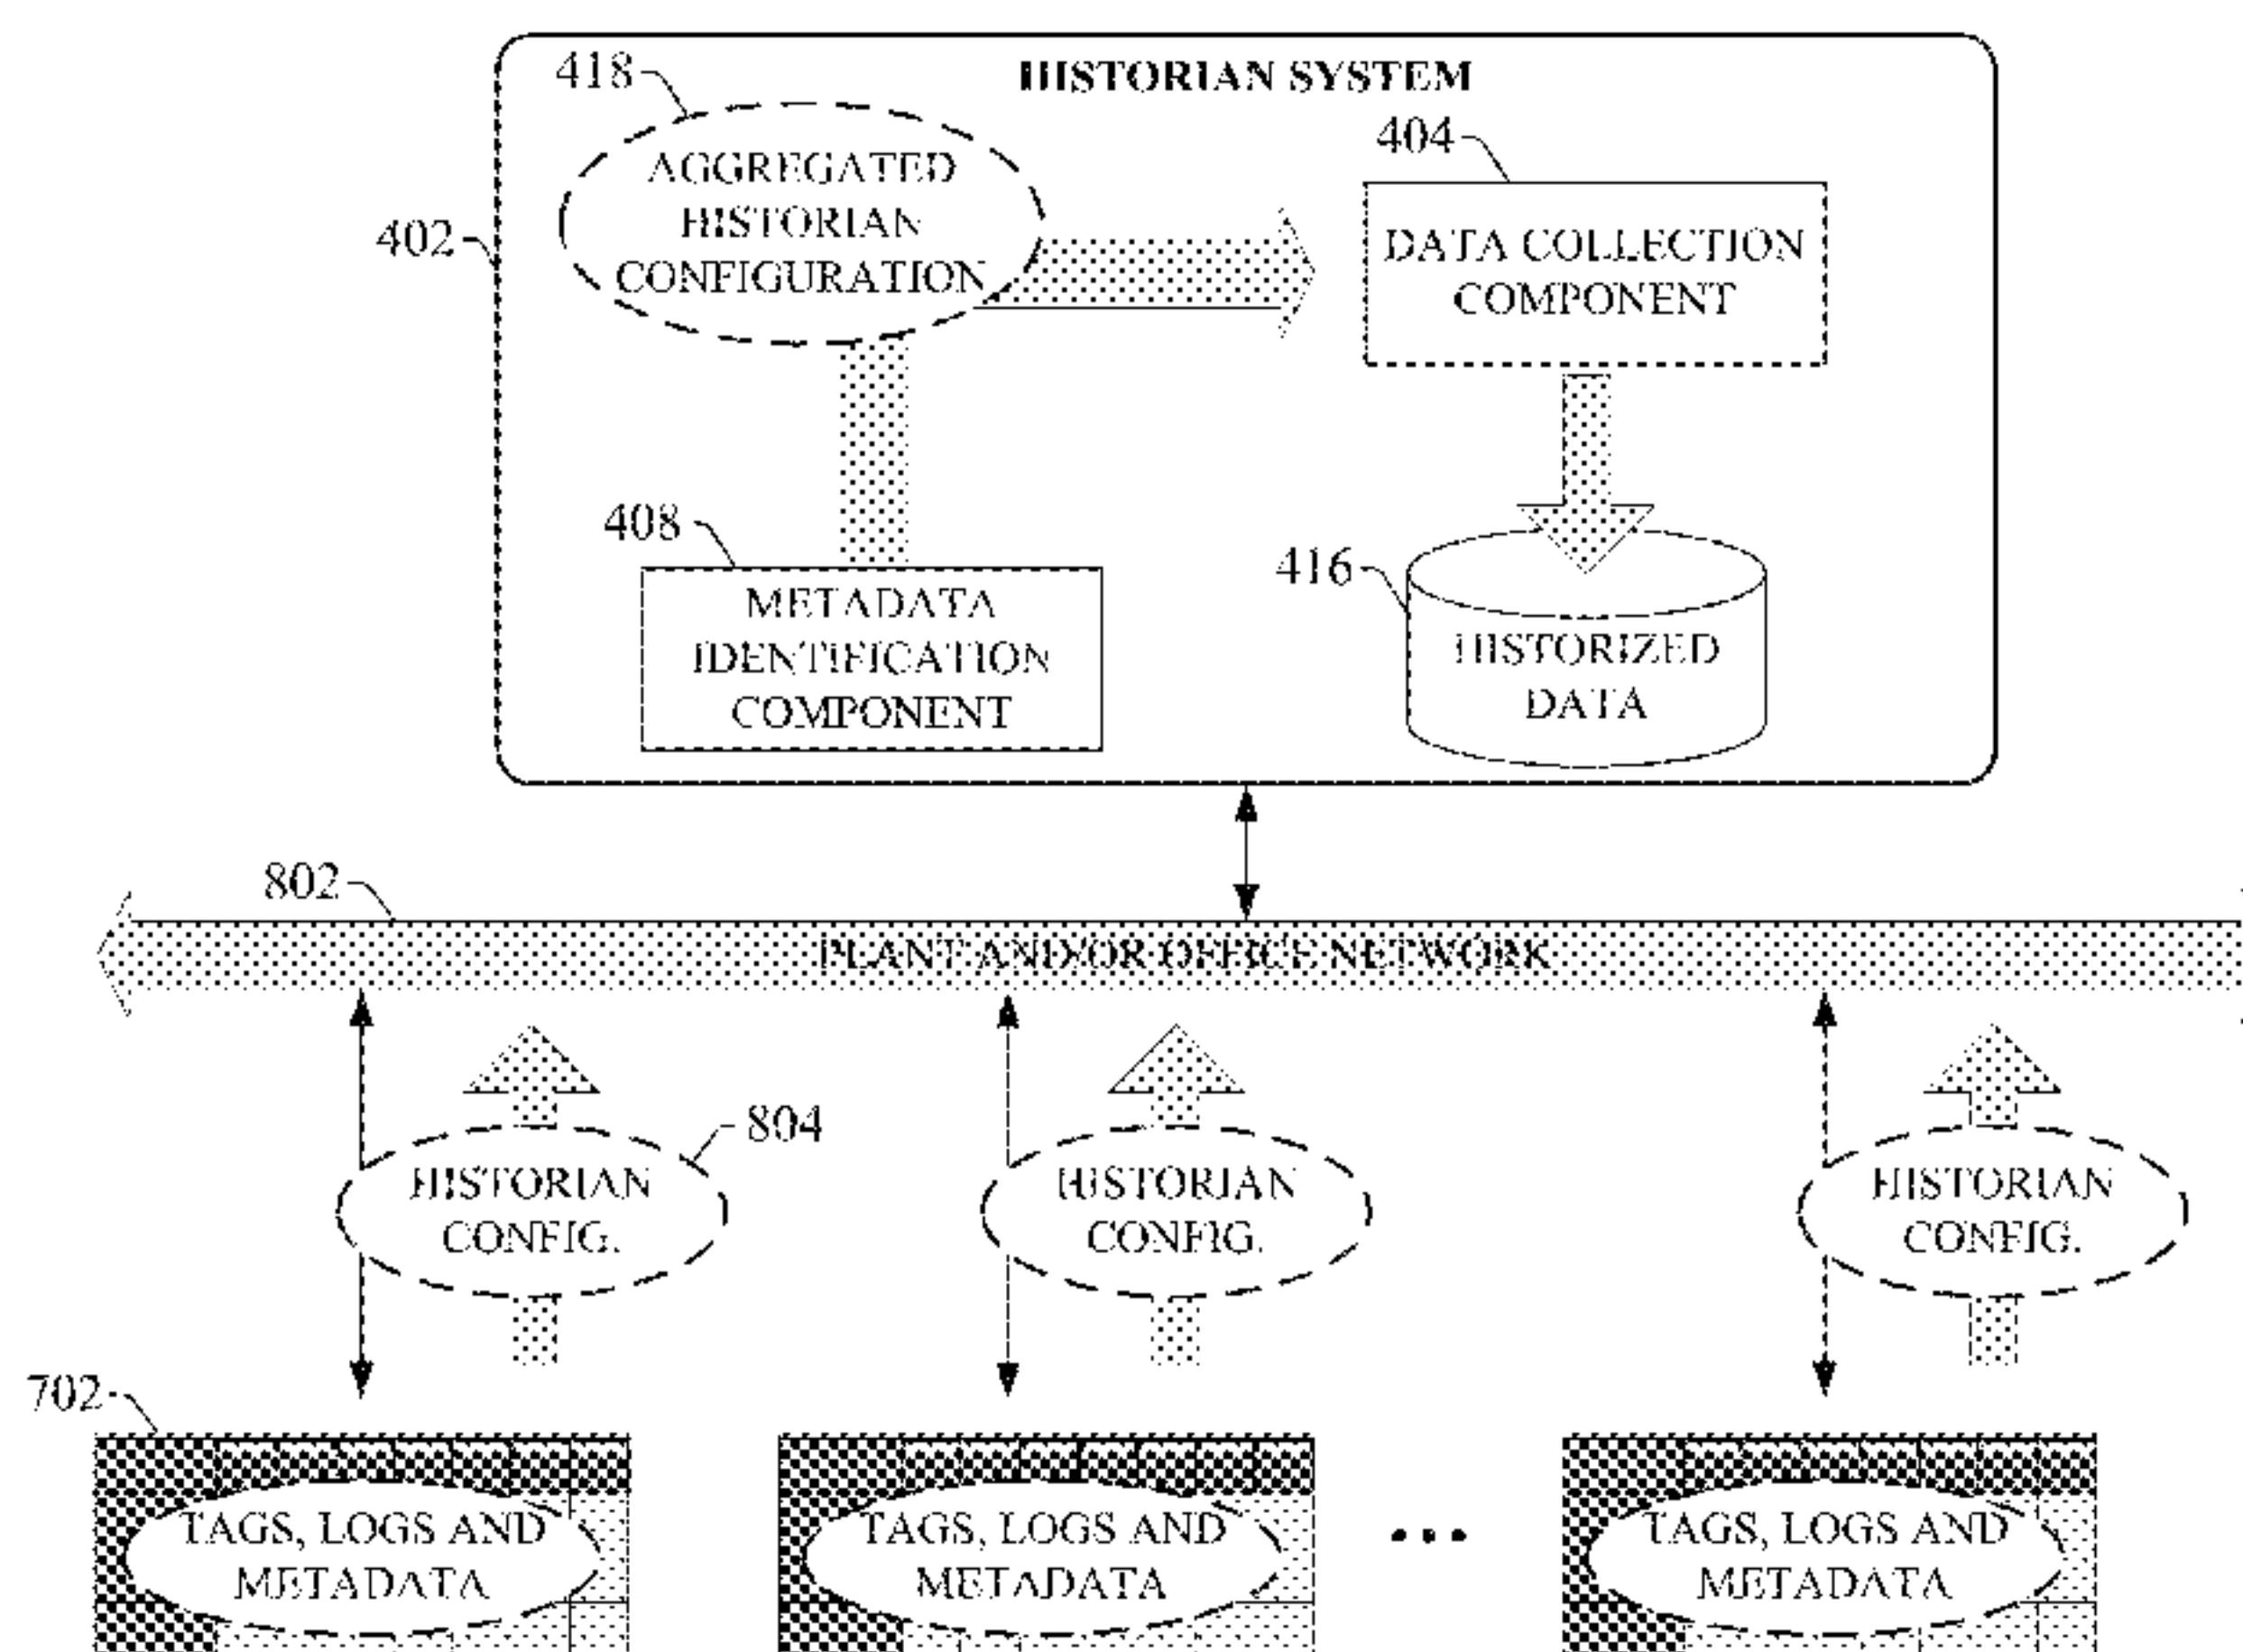 418
HISTORIAN SYSTEM
404
AGGREGATED
HISTORIAN
CONFIGURATION
402
DATA COLLECTION
COMPONENT
408
METADATA
IDENTIFICATION
COMPONENT
416
HISTORIZED
DATA
802
PLANT AND/OR OFFICE NETWORK
804
HISTORIAN
CONFIG.
HISTORIAN
CONFIG.
HISTORIAN
CONFIG.
702
TAGS, LOGS AND
METADATA
TAGS, LOGS AND
METADATA
...
TAGS, LOGS AND
METADATA